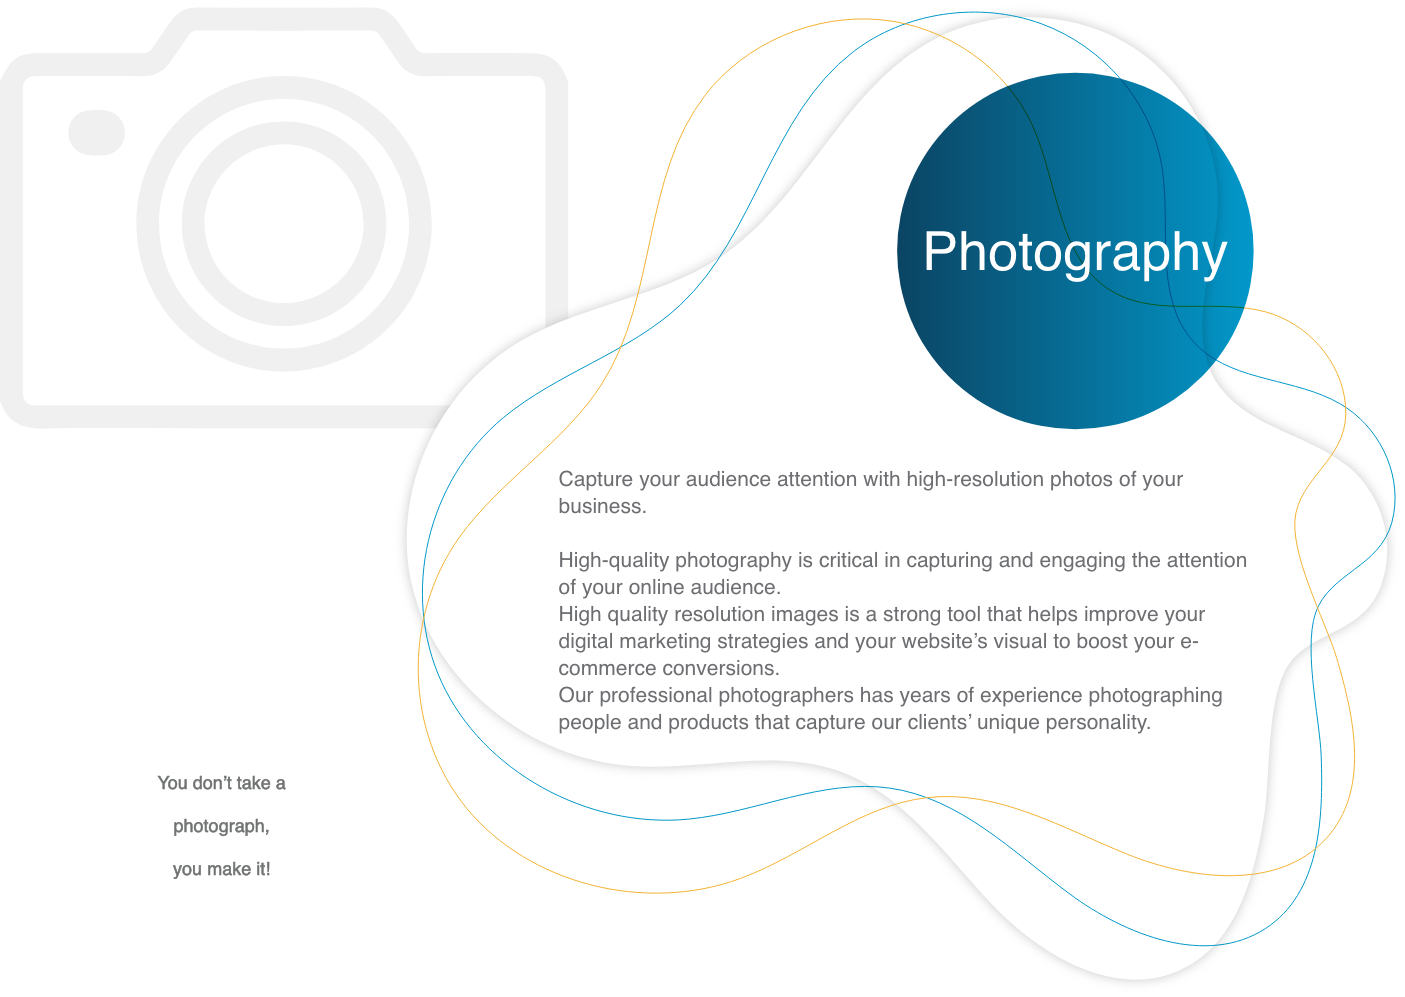 Photography
Capture your audience attention with high-resolution photos of your
business.
High-quality photography is critical in capturing and engaging the attention
of your online audience.
High quality resolution images is a strong tool that helps improve your
digital marketing strategies and your website’s visual to boost your e-
commerce conversions.
Our professional photographers has years of experience photographing
people and products that capture our clients’ unique personality.
You don’t take a
photograph,
you make it!